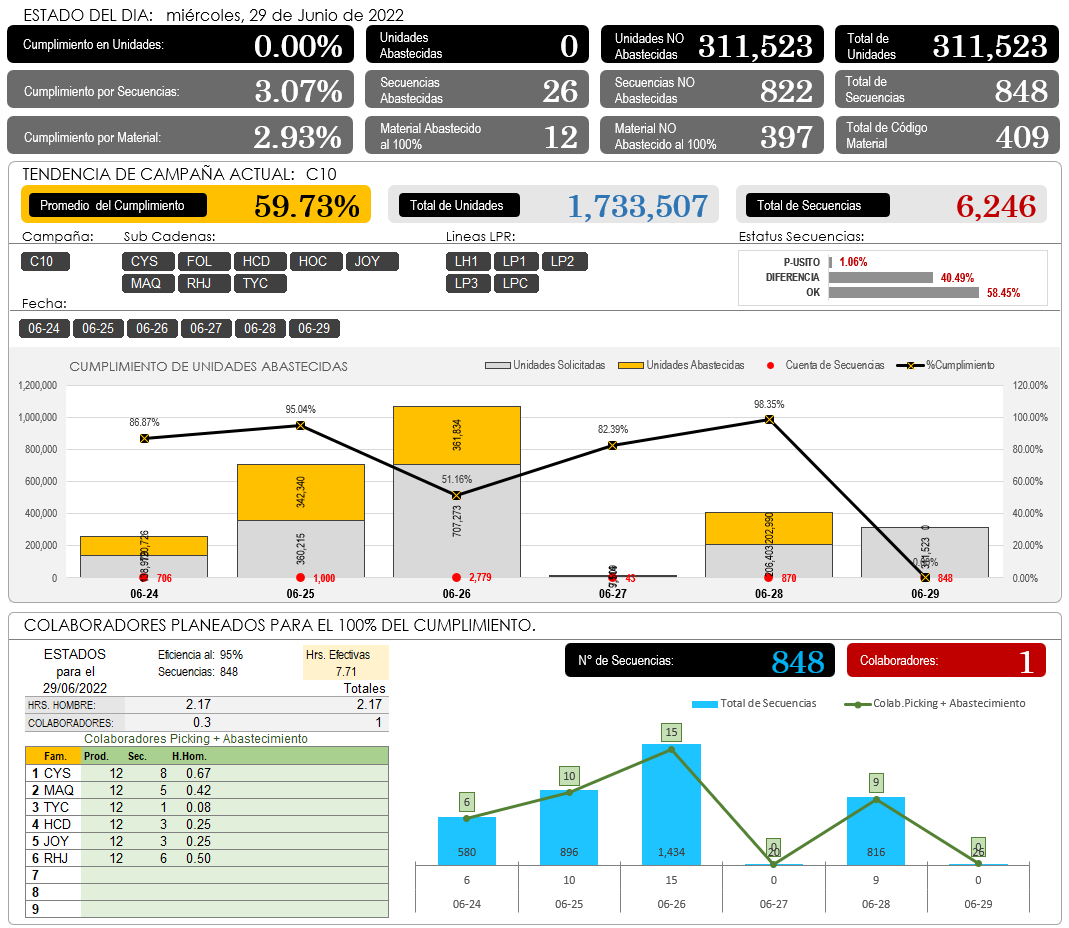 ESTADO DEL DIA: miércoles, 29 de Junio de 2022
Cumplimiento en Unidades: 0.00%
Unidades Abastecidas 0
Unidades NO Abastecidas 311,523
Total de Unidades 311,523
Cumplimiento por Secuencias: 3.07%
Secuencias Abastecidas 26
Secuencias NO Abastecidas 822
Total de Secuencias 848
Cumplimiento por Material: 2.93%
Material Abastecido al 100% 12
Material NO Abastecido al 100% 397
Total de Código Material 409
TENDENCIA DE CAMPAÑA ACTUAL: C10
Promedio del Cumplimiento 59.73%
Total de Unidades 1,733,507
Total de Secuencias 6,246
Campaña: Sub Cadenas: Lineas LPR: Estatus Secuencias:
C10 CYS FOL HCD HOC JOY LH1 LP1 LP2
MAQ RHJ TYC LP3 LPC
P-USITO 1.06%
DIFERENCIA 40.49%
OK 58.45%
Fecha:
06-24 06-25 06-26 06-27 06-28 06-29
CUMPLIMIENTO DE UNIDADES ABASTECIDAS
Unidades Solicitadas Unidades Abastecidas Cuenta de Secuencias %Cumplimiento
1,200,000 120.00%
1,000,000 100.00%
800,000 80.00%
600,000 60.00%
400,000 40.00%
200,000 20.00%
0 0.00%
86.87% 95.04% 51.16% 82.39% 98.35%
342,340 361,834 202,990 0
360,215 707,273 206,403
706 1,000 2,779 43 870 848
06-24 06-25 06-26 06-27 06-28 06-29
COLABORADORES PLANEADOS PARA EL 100% DEL CUMPLIMIENTO.
ESTADOS para el 29/06/2022
Eficiencia al: 95%
Secuencias: 848
Hrs. Efectivas
7.71
Totales
HRS. HOMBRE: 2.17 2.17
COLABORADORES: 0.3 1
Colaboradores Picking + Abastecimiento
Fam. Prod. Sec. H.Hom.
1 CYS 12 8 0.67
2 MAQ 12 5 0.42
3 TYC 12 1 0.08
4 HCD 12 3 0.25
5 JOY 12 3 0.25
6 RHJ 12 6 0.50
7
8
9
N° de Secuencias: 848
Colaboradores: 1
Total de Secuencias Colab.Picking + Abastecimiento
6 10 15 0 9 0
580 896 1,434 20 816 26
6 10 15 0 9 0
06-24 06-25 06-26 06-27 06-28 06-29